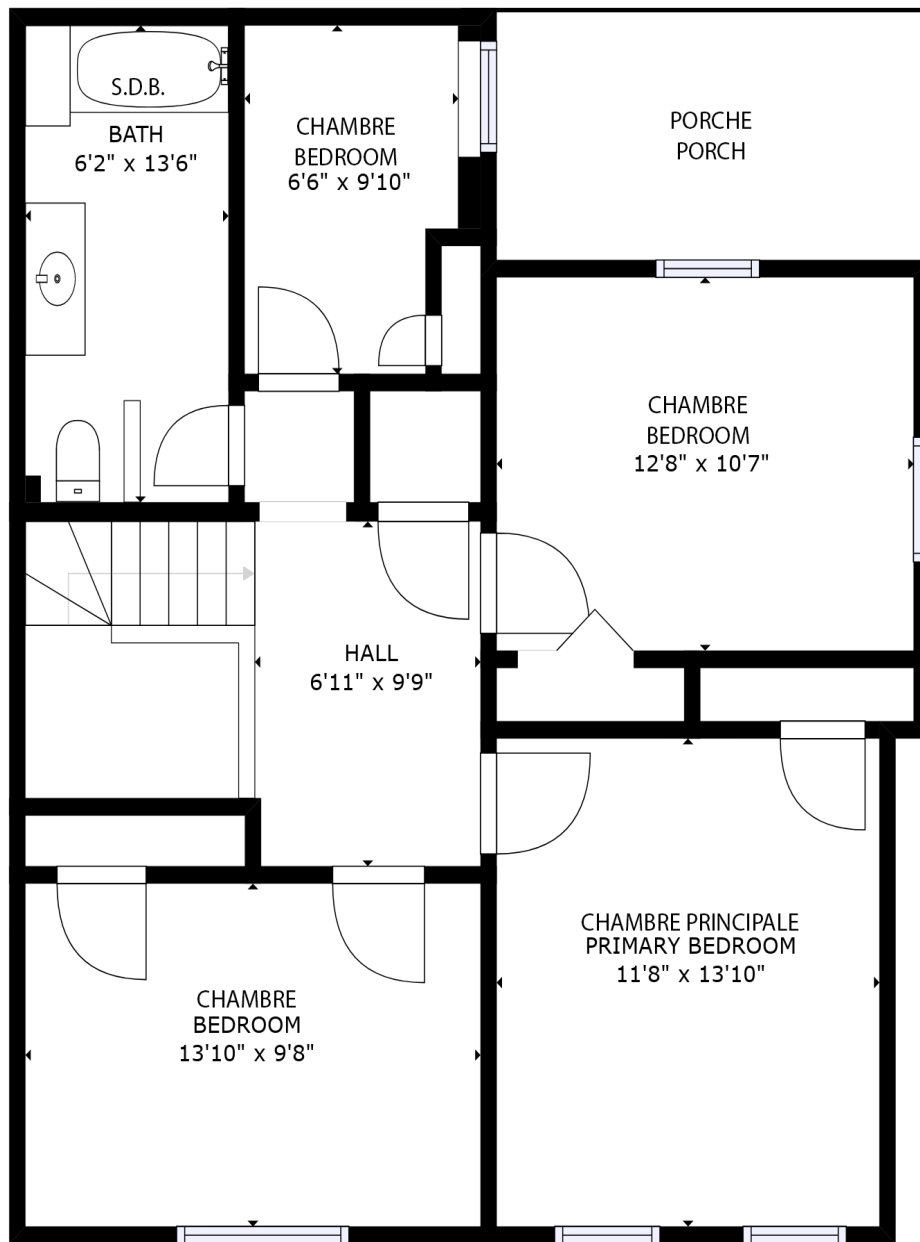 S.D.B.
BATH
6'2" x 13'6"
CHAMBRE
BEDROOM
6'6" x 9'10"
PORCHE
PORCH
CHAMBRE
BEDROOM
12'8" x 10'7"
HALL
6'11" x 9'9"
CHAMBRE PRINCIPALE
PRIMARY BEDROOM
11'8" x 13'10"
CHAMBRE
BEDROOM
13'10" x 9'8"